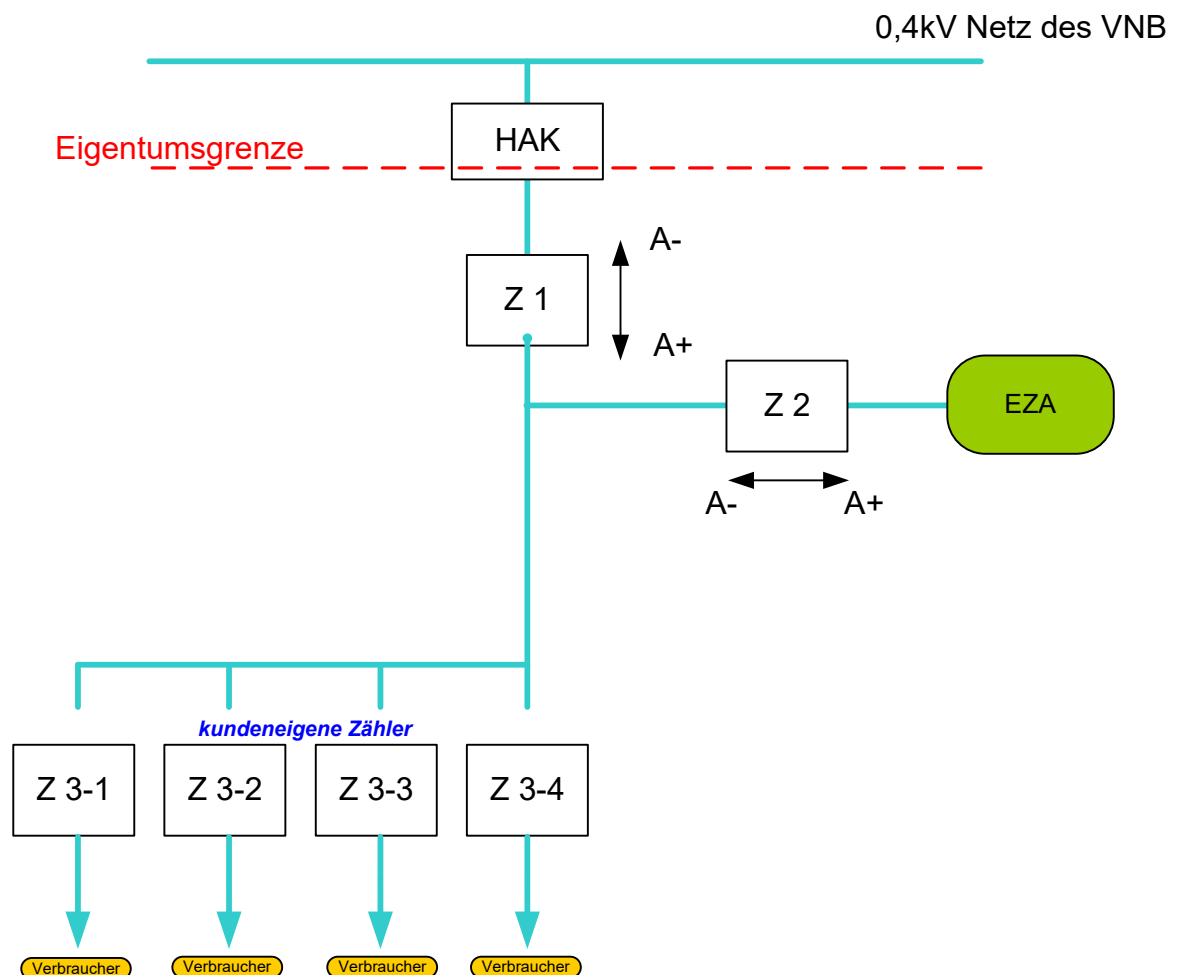 0,4kV Netz des VNB
HAK
Eigentumsgrenze
A-
Z 1
A+
Z 2
EZA
A-
A+
kundeneigene Zähler
Z 3-1
Z 3-2
Z 3-3
Z 3-4
Verbraucher
Verbraucher
Verbraucher
Verbraucher